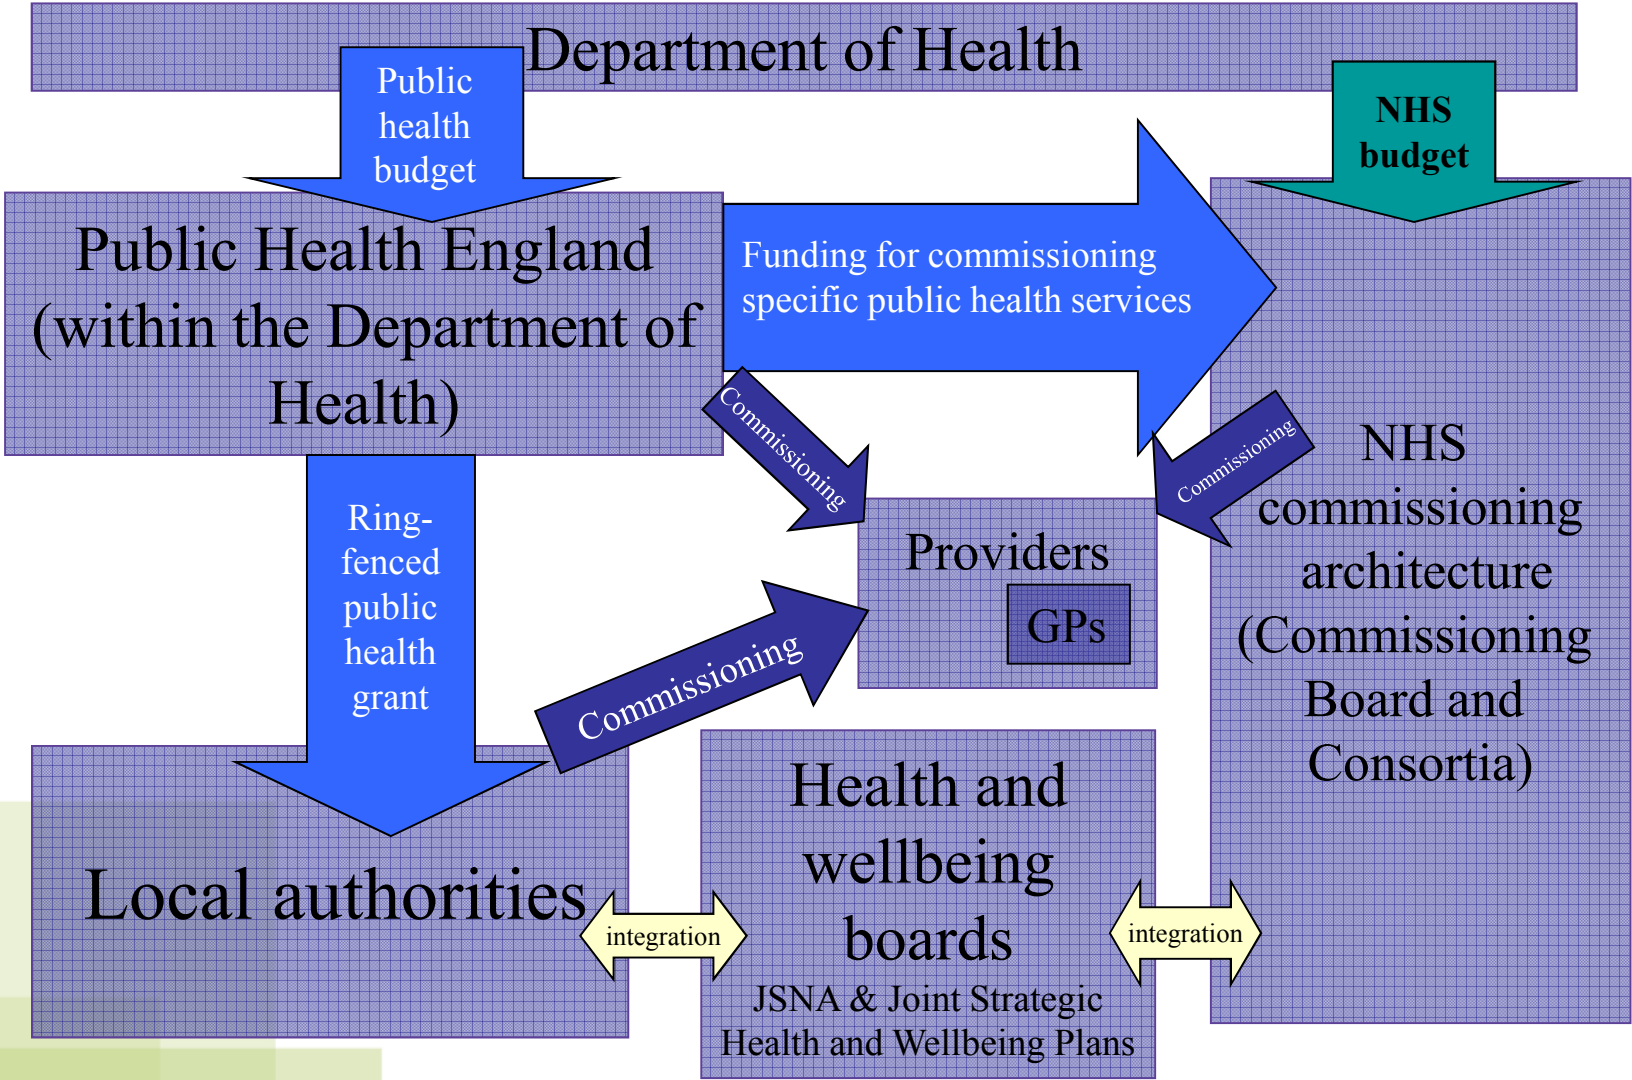 Department of Health
Public
health
budget
NHS
budget
Public Health England
(within the Department of
Health)
Funding for commissioning
specific public health services
Commissioning
Commissioning
NHS
commissioning
architecture
(Commissioning
Board and
Consortia)
Ring-
fenced
public
health
grant
Providers
GPs
Commissioning
Local authorities
integration
Health and
wellbeing
boards
JSNA & Joint Strategic
Health and Wellbeing Plans
integration